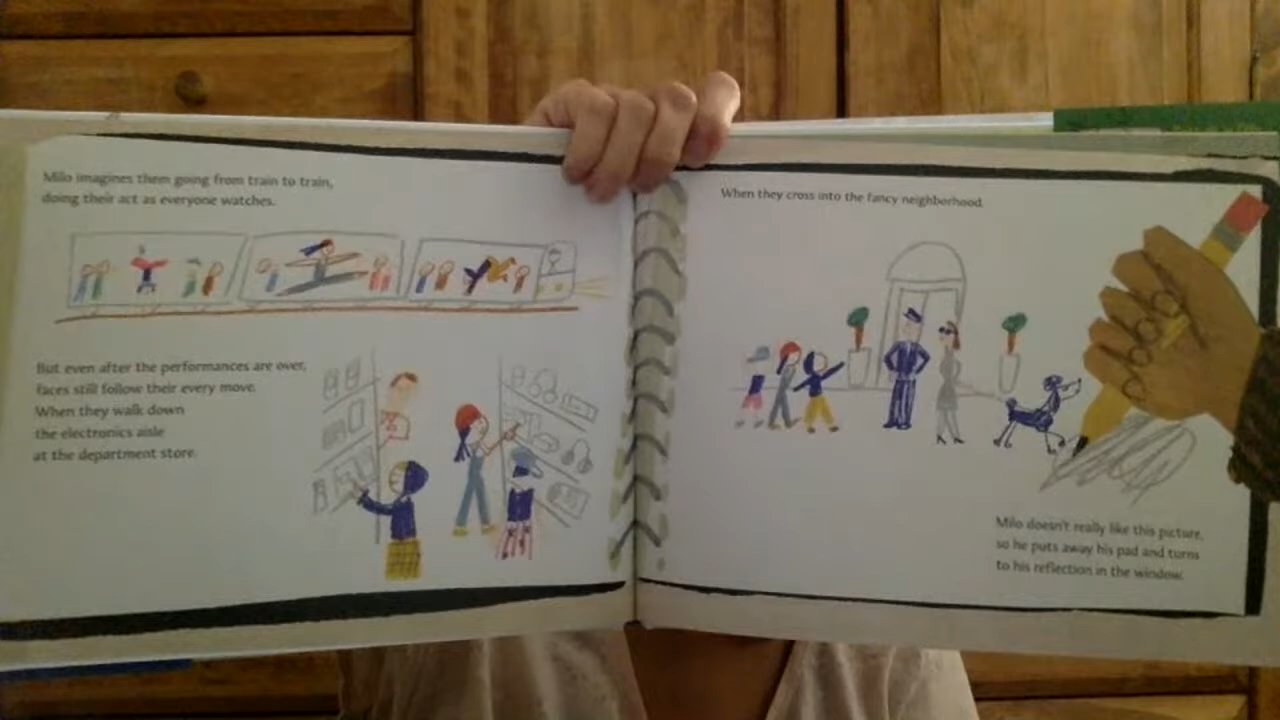 Milo imagines them going from train to train,
doing their act as everyone watches.
But even after the performances are over,
faces still follow their every move.
When they walk down
the electronics aisle
at the department store.
When they cross into the fancy neighborhood.
Milo doesn't really like this picture,
so he puts away his pad and turns
to his reflection in the window.